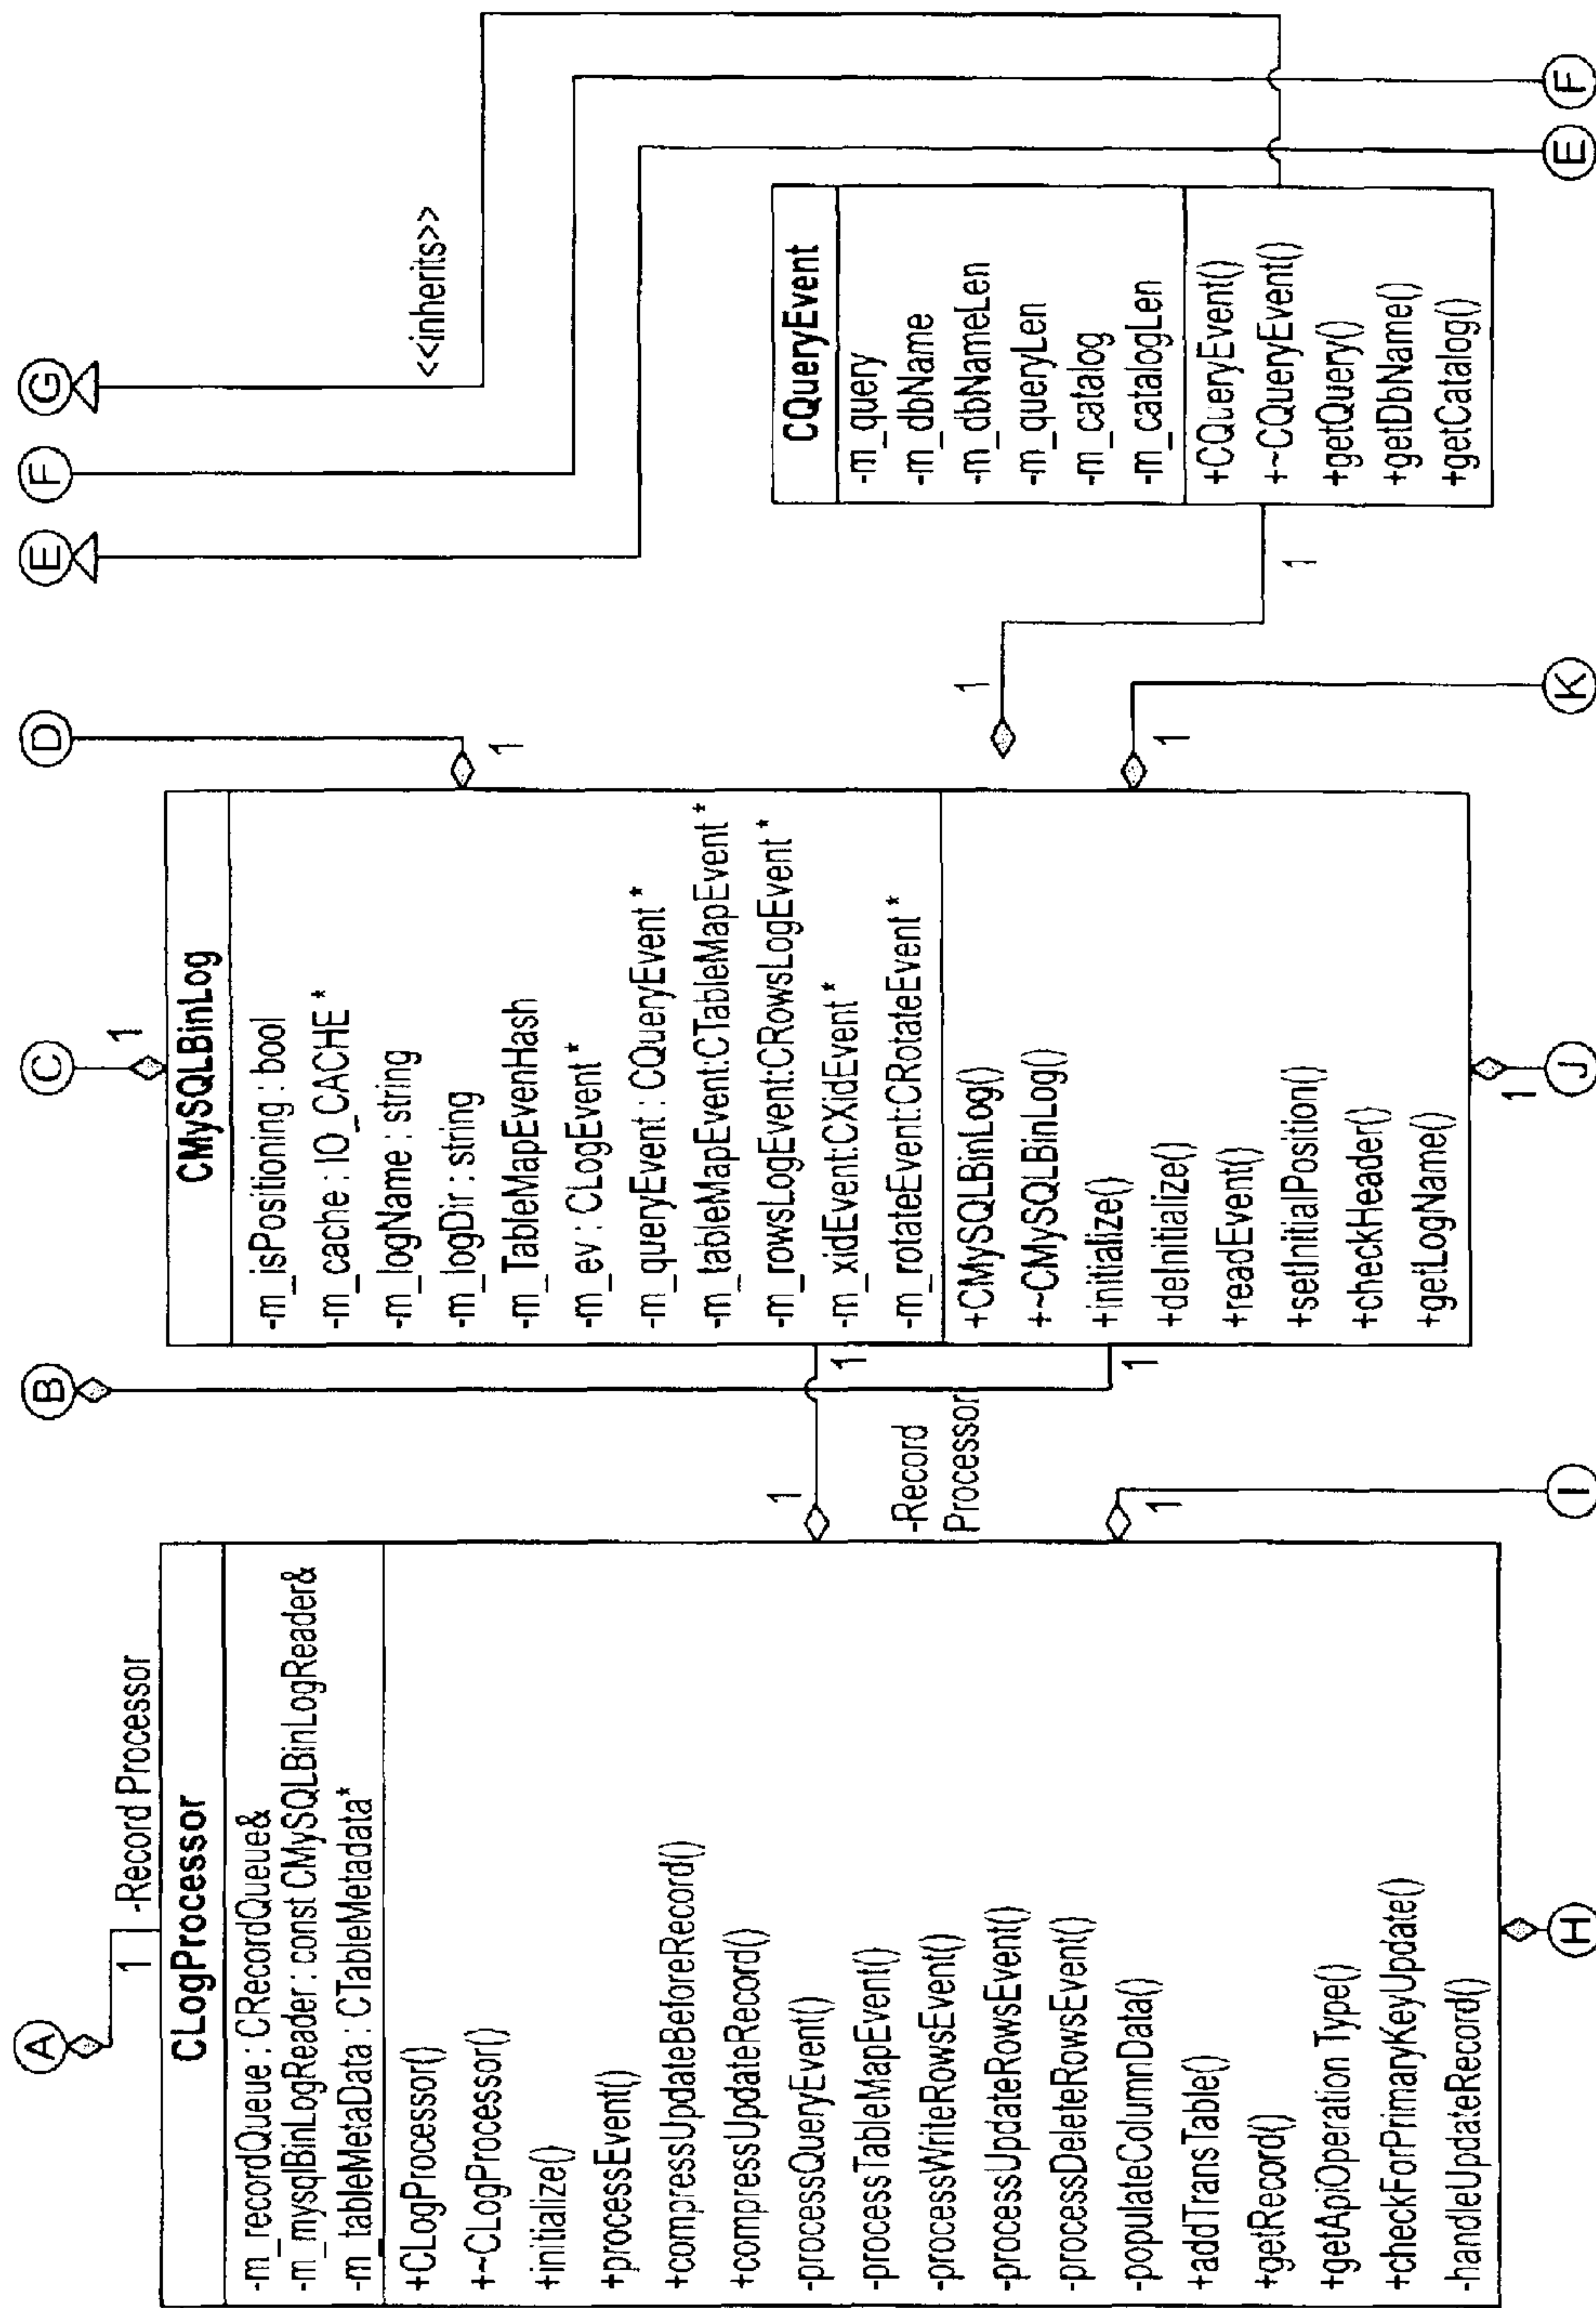 A
B
C
D
E
F
G
1
-Record Processor
CLogProcessor
-m_recordQueue : CRecordQueue&
-m_mysqlBinLogReader : const CMySQLBinLogReader&
-m_tableMetaData : CTableMetadata*
+CLogProcessor()
+~CLogProcessor()
+initialize()
+processEvent()
+compressUpdateBeforeRecord()
+compressUpdateRecord()
-processQueryEvent()
-processTableMapEvent()
-processWriteRowsEvent()
-processUpdateRowsEvent()
-processDeleteRowsEvent()
-populateColumnData()
+addTransTable()
+getRecord()
+getApiOperation Type()
+checkForPrimaryKeyUpdate()
-handleUpdateRecord()
1
1
-Record
Processor
1
1
1
CMySQLBinLog
-m_isPositioning : bool
-m_cache : IO_CACHE *
-m_logName : string
-m_logDir : string
-m_TableMapEvenHash
-m_ev : CLogEvent *
-m_queryEvent : CQueryEvent *
-m_tableMapEvent:CTableMapEvent *
-m_rowsLogEvent:CRowsLogEvent *
-m_xidEvent:CXidEvent *
-m_rotateEvent:CRotateEvent *
+CMySQLBinLog()
+~CMySQLBinLog()
+initialize()
+deInitialize()
+readEvent()
+setInitialPosition()
+checkHeader()
+getLogName()
1
1
1
1
1
<<inherits>>
CQueryEvent
-m_query
-m_dbName
-m_dbNameLen
-m_queryLen
-m_catalog
-m_catalogLen
+CQueryEvent()
+~CQueryEvent()
+getQuery()
+getDbName()
+getCatalog()
H
I
J
K
E
F